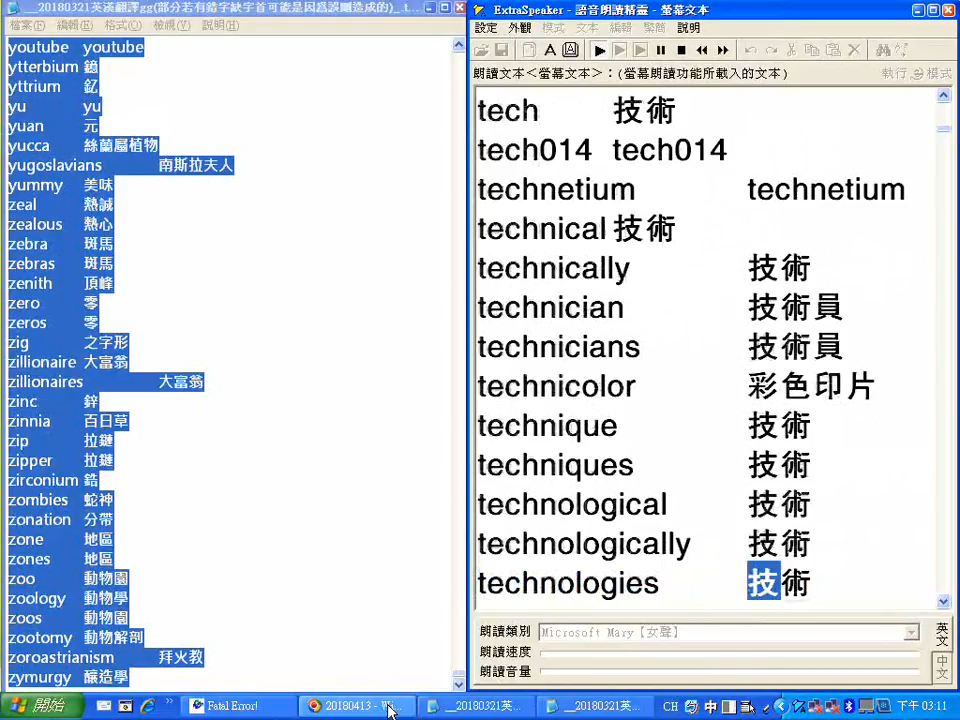 __20180321英漢翻譯gg(部分若有錯字缺字首可能是因為誤刪造成的)_t...
檔案(F) 編輯(E) 格式(O) 檢視(V) 說明(H)
youtube youtube
ytterbium 鐿
yttrium 釔
yu yu
yuan 元
yucca 絲蘭屬植物
yugoslavians 南斯拉夫人
yummy 美味
zeal 熱誠
zealous 熱心
zebra 斑馬
zebras 斑馬
zenith 頂峰
zero 零
zeros 零
zig 之字形
zillionaire 大富翁
zillionaires 大富翁
zinc 鋅
zinnia 百日草
zip 拉鏈
zipper 拉鏈
zirconium 鋯
zombies 蛇神
zonation 分帶
zone 地區
zones 地區
zoo 動物園
zoology 動物學
zoos 動物園
zootomy 動物解剖
zoroastrianism 拜火教
zymurgy 釀造學
ExtraSpeaker - 語音朗讀精靈 - 螢幕文本
設定 外觀 模式 文本 編輯 繁簡 說明
朗讀文本<螢幕文本>：(螢幕朗讀功能所載入的文本) 執行 模式
tech 技術
tech014 tech014
technetium technetium
technical 技術
technically 技術
technician 技術員
technicians 技術員
technicolor 彩色印片
technique 技術
techniques 技術
technological 技術
technologically 技術
technologies 技術
朗讀類別 Microsoft Mary【女聲】 英文
朗讀速度
朗讀音量 中文
開始 » Fatal Error! 20180413 - Wi... __20180321英... __20180321英... CH 中 下午 03:11